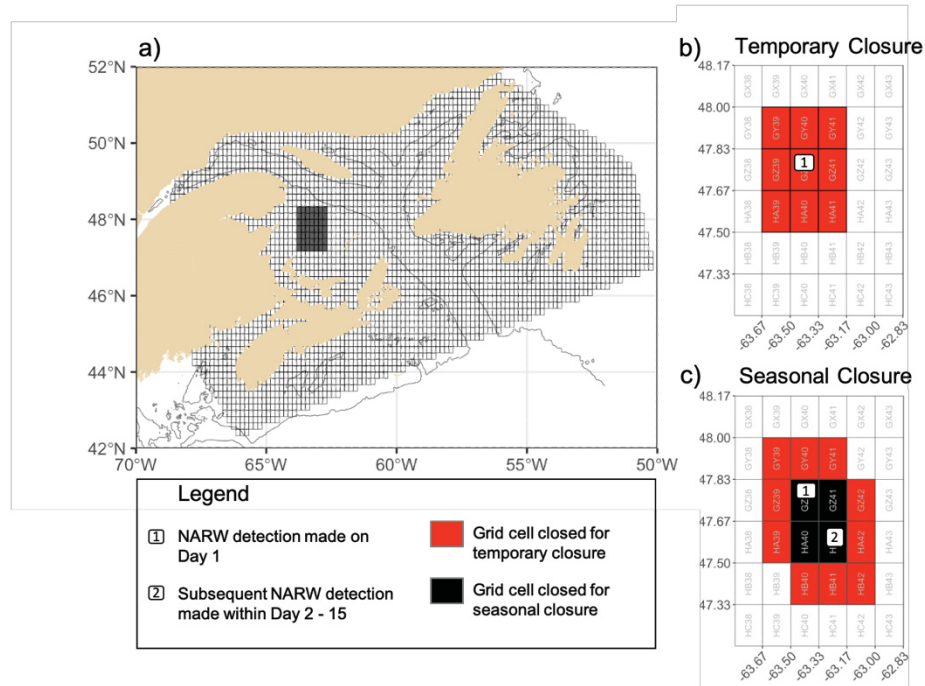 a)
52°N
50°N
48°N
46°N
44°N
42°N
70°W 65°W 60°W 55°W 50°W
Legend
1 NARW detection made on
Day 1
2 Subsequent NARW detection
made within Day 2 - 15
Grid cell closed for
temporary closure
Grid cell closed for
seasonal closure
b) Temporary Closure
48.17
48.00
47.83
47.67
47.50
47.33
GX38 GX39 GX40 GX41 GX42 GX43
GY38 GY39 GY40 GY41 GY42 GY43
GZ38 GZ39 1 GZ41 GZ42 GZ43
HA38 HA39 HA40 HA41 HA42 HA43
HB38 HB39 HB40 HB41 HB42 HB43
HC38 HC39 HC40 HC41 HC42 HC43
-63.67 -63.50 -63.33 -63.17 -63.00 -62.83
c) Seasonal Closure
48.17
48.00
47.83
47.67
47.50
47.33
GX38 GX39 GX40 GX41 GX42 GX43
GY38 GY39 GY40 GY41 GY42 GY43
GZ38 GZ39 1 GZ41 GZ42 GZ43
HA38 HA39 HA40 2 HA42 HA43
HB38 HB39 HB40 HB41 HB42 HB43
HC38 HC39 HC40 HC41 HC42 HC43
-63.67 -63.50 -63.33 -63.17 -63.00 -62.83